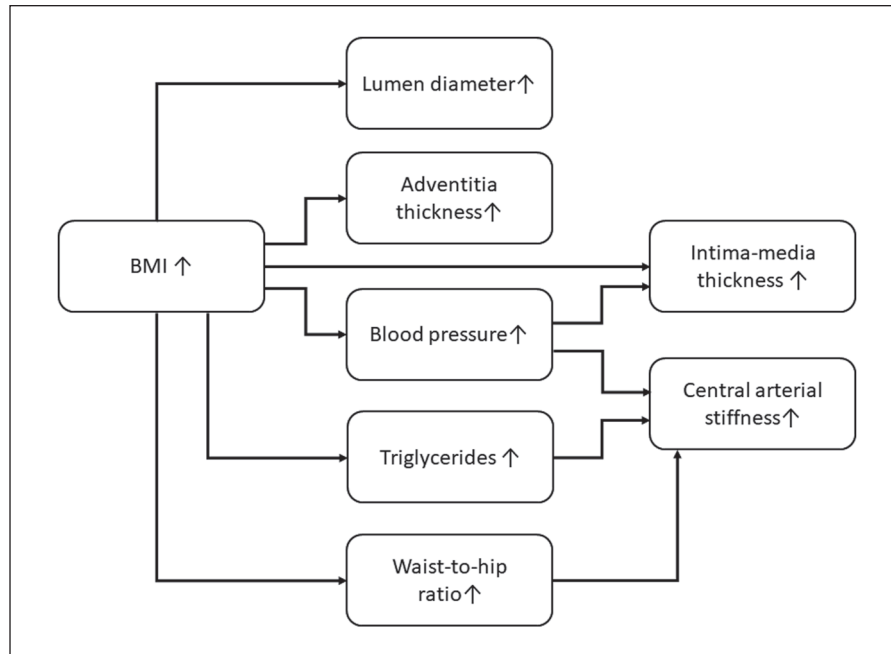 Lumen diameter↑
Adventitia
thickness↑
BMI ↑
Intima-media
thickness ↑
Blood pressure↑
Central arterial
stiffness↑
Triglycerides ↑
Waist-to-hip
ratio↑